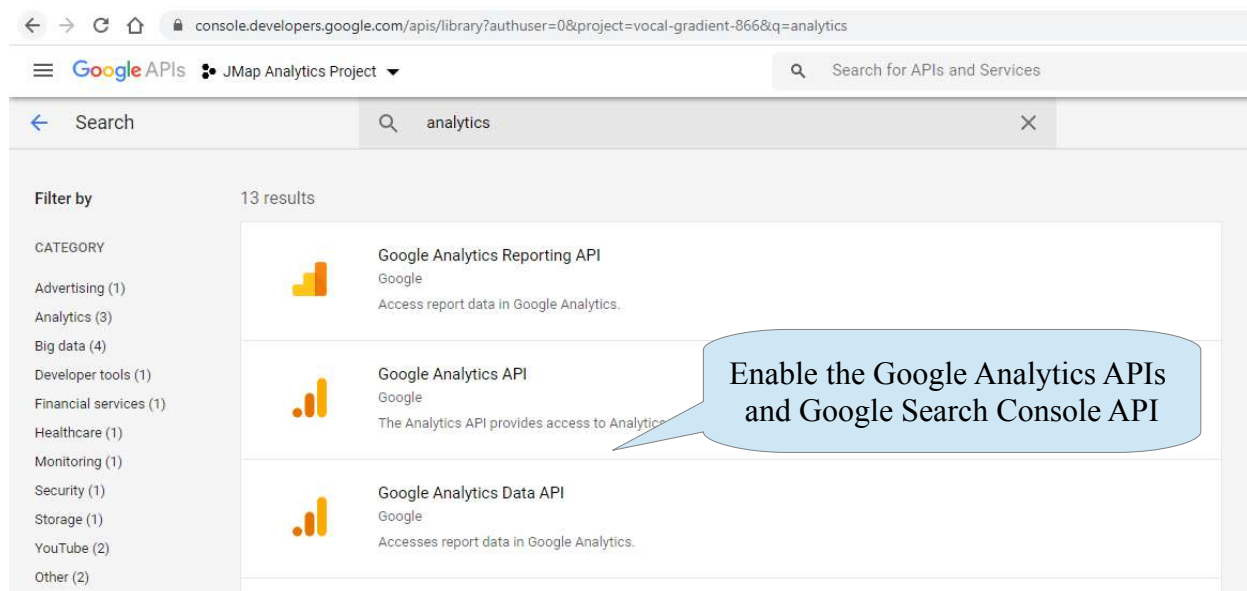 console.developers.google.com/apis/library?authuser=0&project=vocal-gradient-866&q=analytics
Google APIs JMap Analytics Project Search for APIs and Services
Search analytics
Filter by 13 results
CATEGORY
Advertising (1)
Analytics (3)
Big data (4)
Developer tools (1)
Financial services (1)
Healthcare (1)
Monitoring (1)
Security (1)
Storage (1)
YouTube (2)
Other (2)
Google Analytics Reporting API
Google
Access report data in Google Analytics.
Google Analytics API
Google
The Analytics API provides access to Analytics
Google Analytics Data API
Google
Accesses report data in Google Analytics.
Enable the Google Analytics APIs
and Google Search Console API